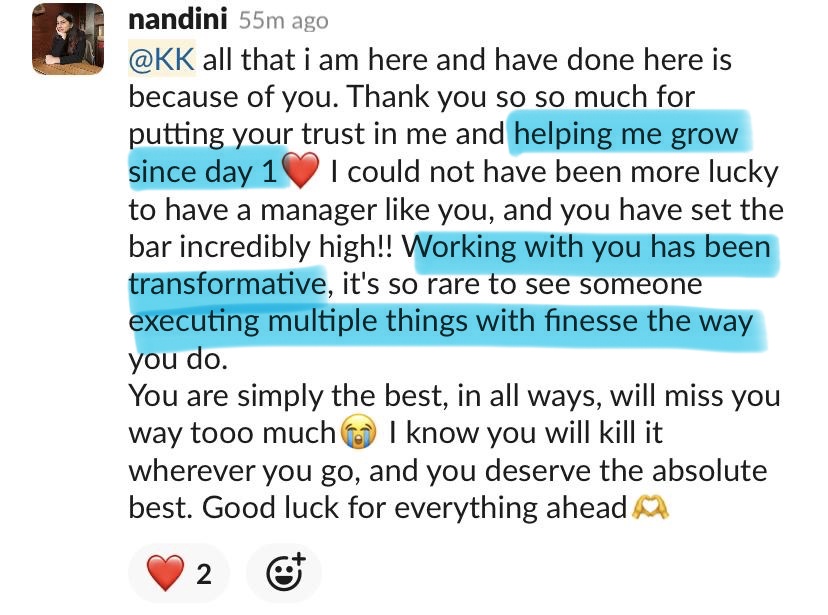 nandini 55m ago
@KK all that i am here and have done here is
because of you. Thank you so so much for
putting your trust in me and helping me grow
since day 1❤️ I could not have been more lucky
to have a manager like you, and you have set the
bar incredibly high!! Working with you has been
transformative, it's so rare to see someone
executing multiple things with finesse the way
you do.
You are simply the best, in all ways, will miss you
way tooo much😭 I know you will kill it
wherever you go, and you deserve the absolute
best. Good luck for everything ahead🫶
❤️ 2